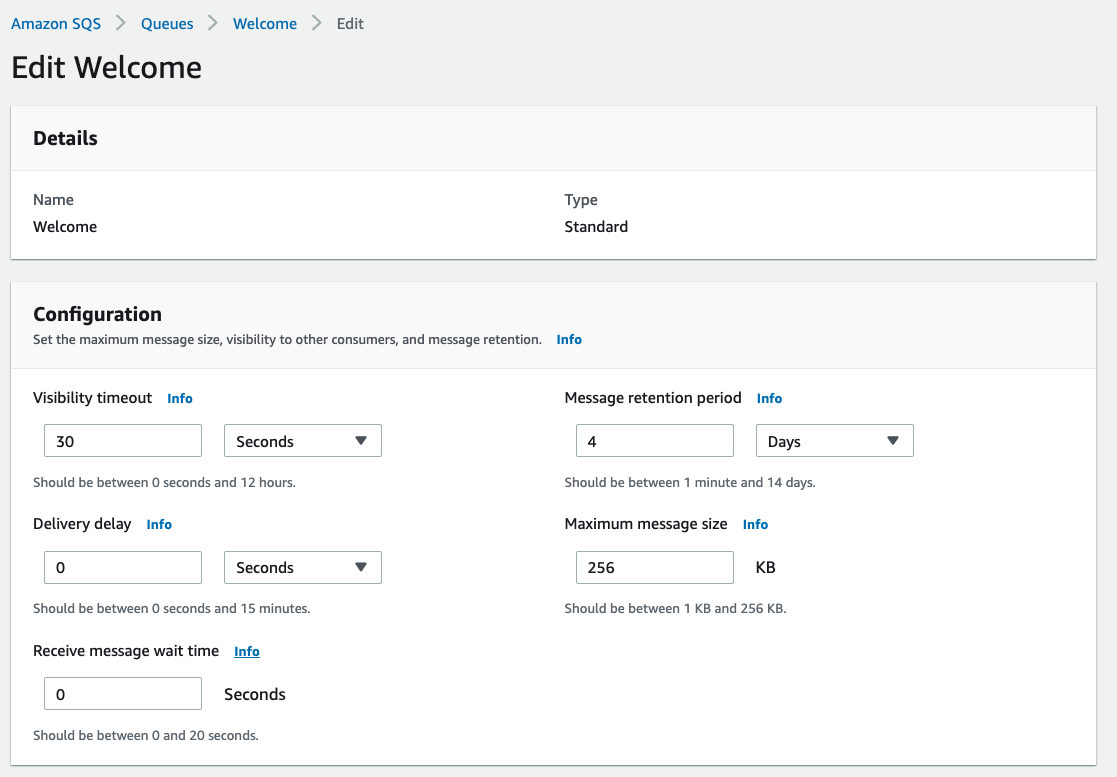 Amazon SQS > Queues > Welcome > Edit
Edit Welcome
Details
Name
Welcome
Type
Standard
Configuration
Set the maximum message size, visibility to other consumers, and message retention. Info
Visibility timeout Info
30 Seconds
Should be between 0 seconds and 12 hours.
Message retention period Info
4 Days
Should be between 1 minute and 14 days.
Delivery delay Info
0 Seconds
Should be between 0 seconds and 15 minutes.
Maximum message size Info
256 KB
Should be between 1 KB and 256 KB.
Receive message wait time Info
0 Seconds
Should be between 0 and 20 seconds.